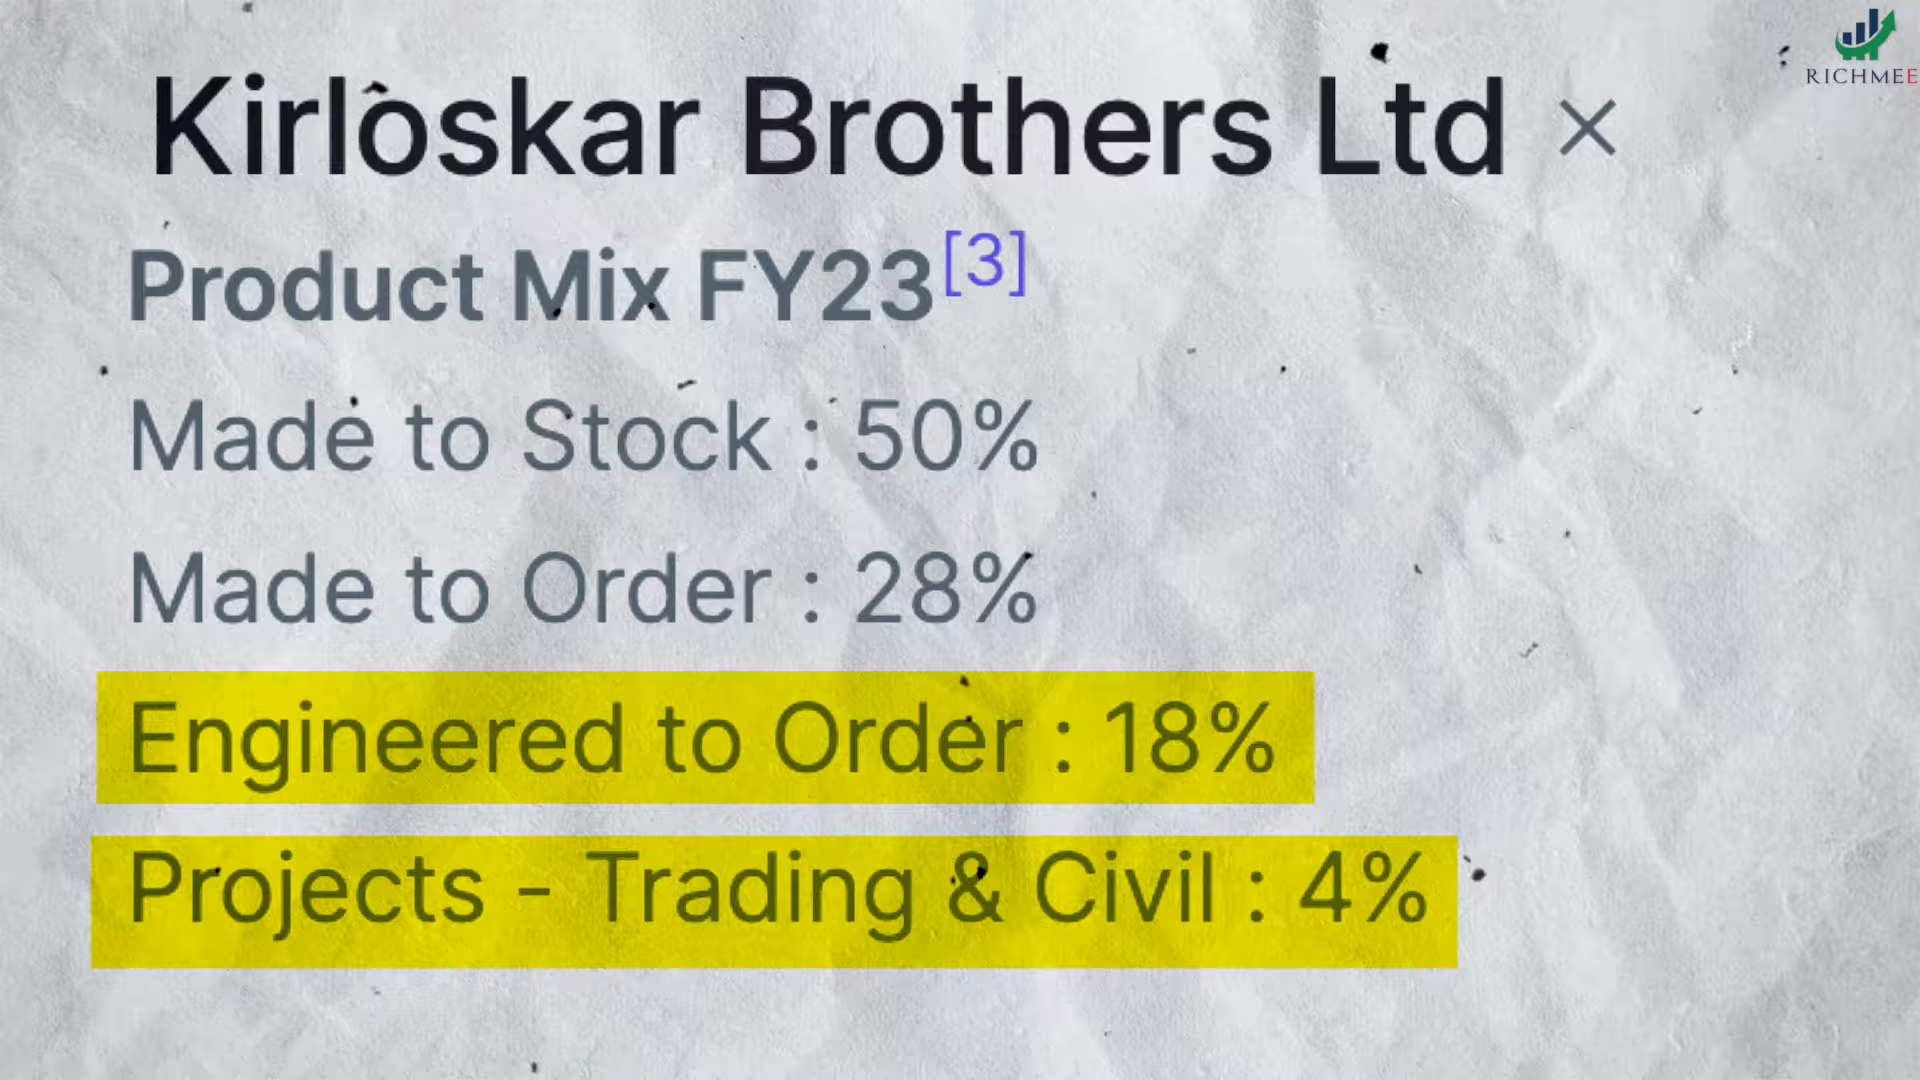 RICHMEE
Kirloskar Brothers Ltd ×
Product Mix FY23[3]
Made to Stock : 50%
Made to Order : 28%
Engineered to Order : 18%
Projects - Trading & Civil : 4%